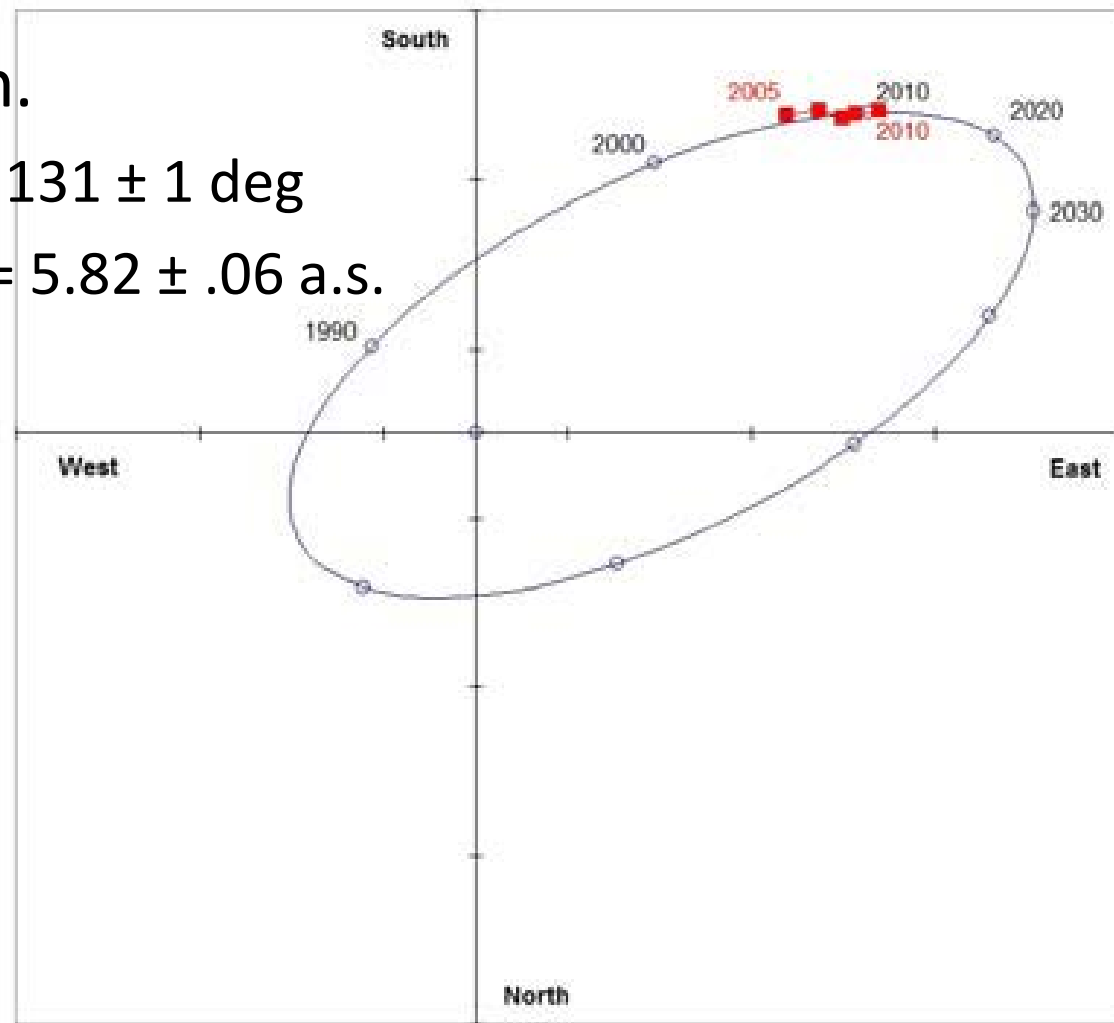 South
n.
2005
2010
2020
2010
2000
131 ± 1 deg
2030
= 5.82 ± .06 a.s.
1990
West
East
North